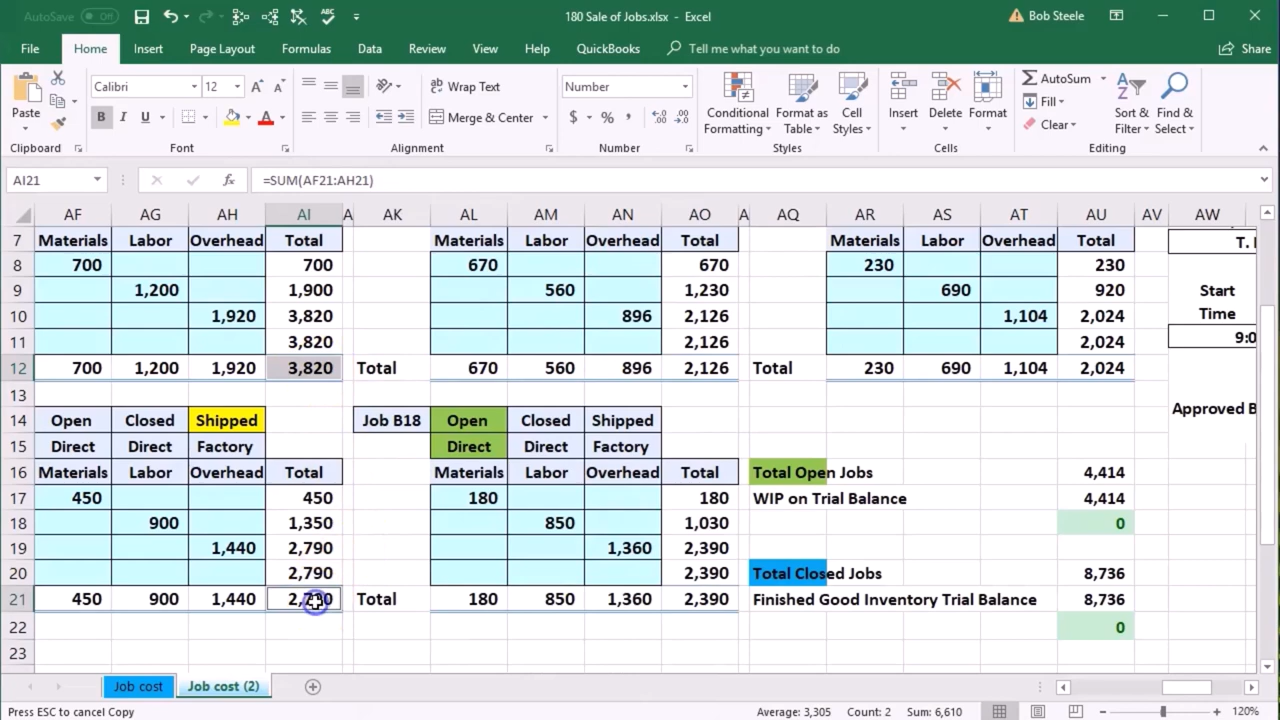 AutoSave Off 180 Sale of Jobs.xlsx - Excel Bob Steele
File Home Insert Page Layout Formulas Data Review View Help QuickBooks Tell me what you want to do Share
Paste Calibri 12 A A Wrap Text Number Conditional Formatting Format as Table Cell Styles Insert Delete Format AutoSum Sort & Filter Find & Select
B I U A Merge & Center $ % , Fill
Clear
Clipboard Font Alignment Number Styles Cells Editing
AI21 fx =SUM(AF21:AH21)
AF AG AH AI A AK AL AM AN AO A AQ AR AS AT AU AV AW
7 Materials Labor Overhead Total Materials Labor Overhead Total Materials Labor Overhead Total T.
8 700 700 670 670 230 230
9 1,200 1,900 560 1,230 690 920 Start
10 1,920 3,820 896 2,126 1,104 2,024 Time
11 3,820 2,126 2,024 9:0
12 700 1,200 1,920 3,820 Total 670 560 896 2,126 Total 230 690 1,104 2,024
13
14 Open Closed Shipped Job B18 Open Closed Shipped Approved B
15 Direct Direct Factory Direct Direct Factory
16 Materials Labor Overhead Total Materials Labor Overhead Total Total Open Jobs 4,414
17 450 450 180 180 WIP on Trial Balance 4,414
18 900 1,350 850 1,030 0
19 1,440 2,790 1,360 2,390
20 2,790 2,390 Total Closed Jobs 8,736
21 450 900 1,440 Total 180 850 1,360 2,390 Finished Good Inventory Trial Balance 8,736
22 0
23
Job cost Job cost (2)
Press ESC to cancel Copy Average: 3,305 Count: 2 Sum: 6,610 120%